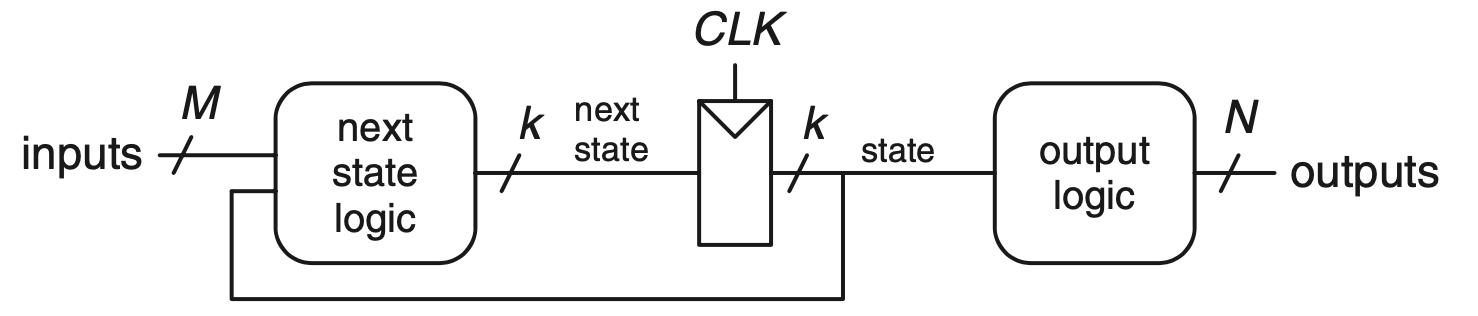 CLK
M
inputs
next
state
logic
k
next
state
k
state
output
logic
N
outputs